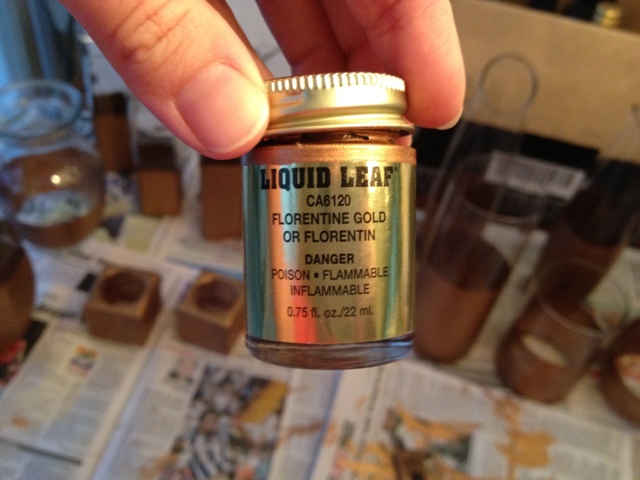 LIQUID LEAF
CA6120
FLORENTINE GOLD
OR FLORENTIN
DANGER
POISON • FLAMMABLE
INFLAMMABLE
0.75 fl. oz./22 ml.